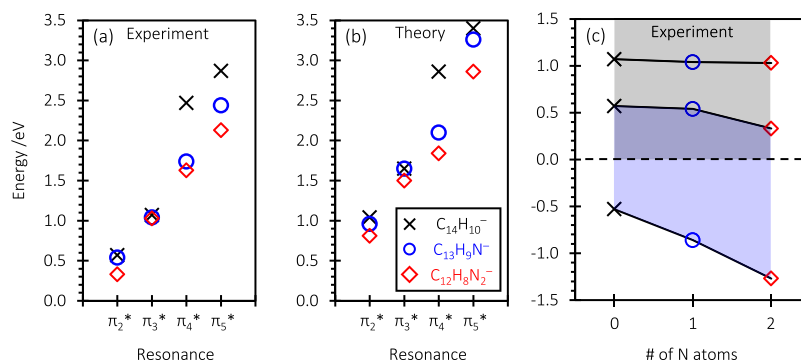 (a) Experiment
3.5
3.0
2.5
2.0
1.5
1.0
0.5
0.0
Energy /eV
π₂* π₃* π₄* π₅*
Resonance
(b) Theory
3.5
3.0
2.5
2.0
1.5
1.0
0.5
0.0
C₁₄H₁₀⁻
C₁₃H₉N⁻
C₁₂H₈N₂⁻
π₂* π₃* π₄* π₅*
Resonance
(c) Experiment
1.5
1.0
0.5
0.0
-0.5
-1.0
-1.5
0 1 2
# of N atoms